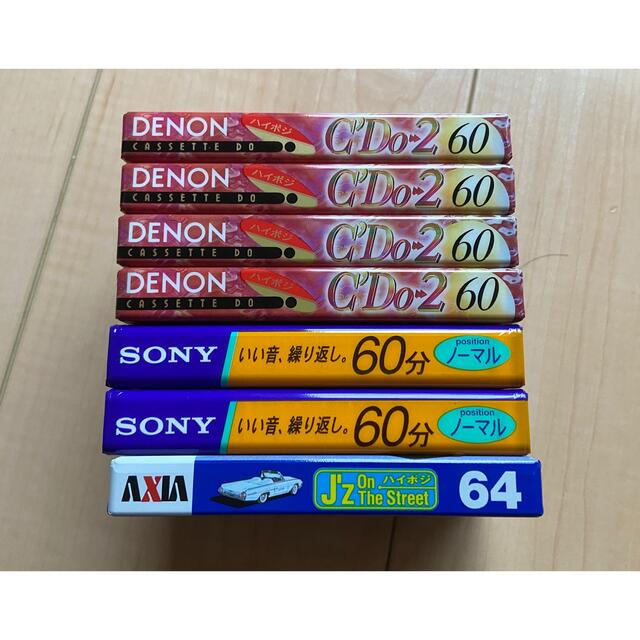 DENON ハイポジ C'Do▸▸2 60
CASSETTE DO
DENON ハイポジ C'Do▸▸2 60
CASSETTE DO
DENON ハイポジ C'Do▸▸2 60
CASSETTE DO
DENON ハイポジ C'Do▸▸2 60
CASSETTE DO
SONY いい音、繰り返し。 60分 position ノーマル
SONY いい音、繰り返し。 60分 position ノーマル
AXIA J'z On ハイポジ 64
The Street